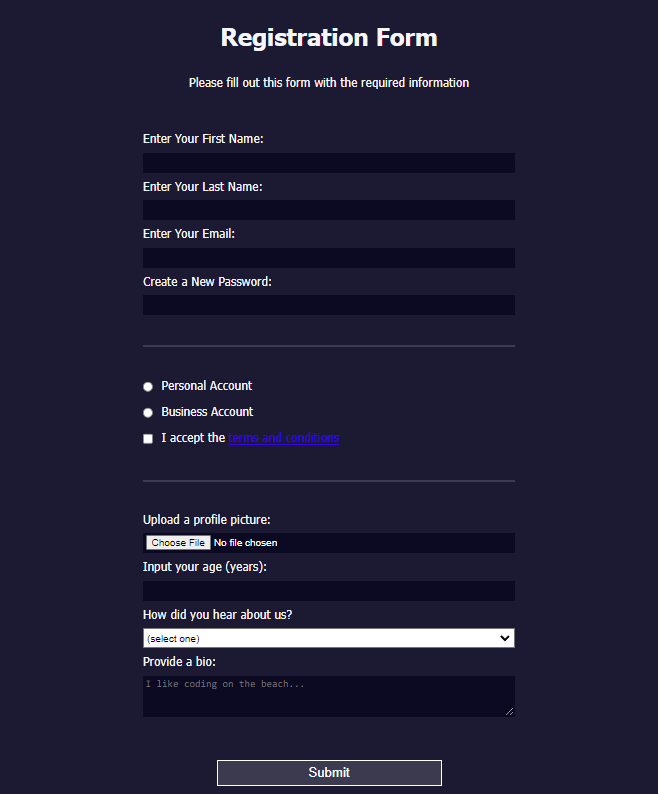 Registration Form
Please fill out this form with the required information
Enter Your First Name:
Enter Your Last Name:
Enter Your Email:
Create a New Password:
Personal Account
Business Account
I accept the terms and conditions
Upload a profile picture:
Choose File No file chosen
Input your age (years):
How did you hear about us?
(select one)
Provide a bio:
I like coding on the beach...
Submit